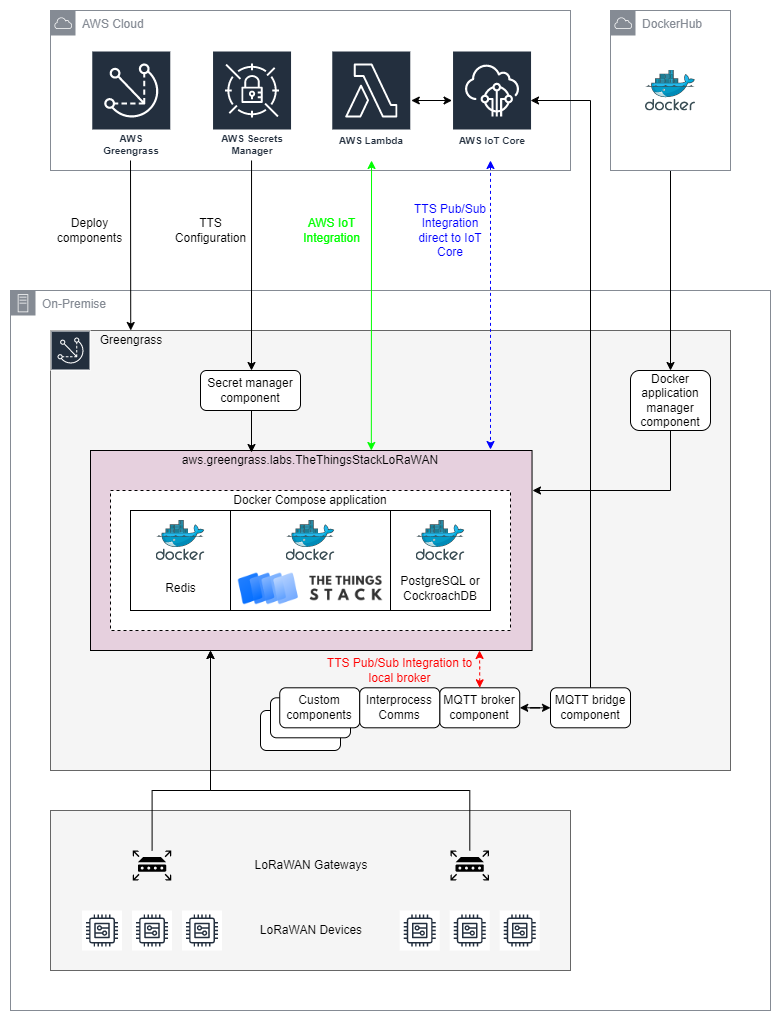 AWS Cloud
DockerHub
docker
AWS
Greengrass
AWS Secrets
Manager
AWS Lambda
AWS IoT Core
Deploy
components
TTS
Configuration
AWS IoT
Integration
TTS Pub/Sub
Integration
direct to IoT
Core
On-Premise
Greengrass
Secret manager
component
Docker
application
manager
component
aws.greengrass.labs.TheThingsStackLoRaWAN
Docker Compose application
docker
Redis
docker
THE THINGS
STACK
docker
PostgreSQL or
CockroachDB
TTS Pub/Sub Integration to
local broker
Custom
components
Interprocess
Comms
MQTT broker
component
MQTT bridge
component
LoRaWAN Gateways
LoRaWAN Devices